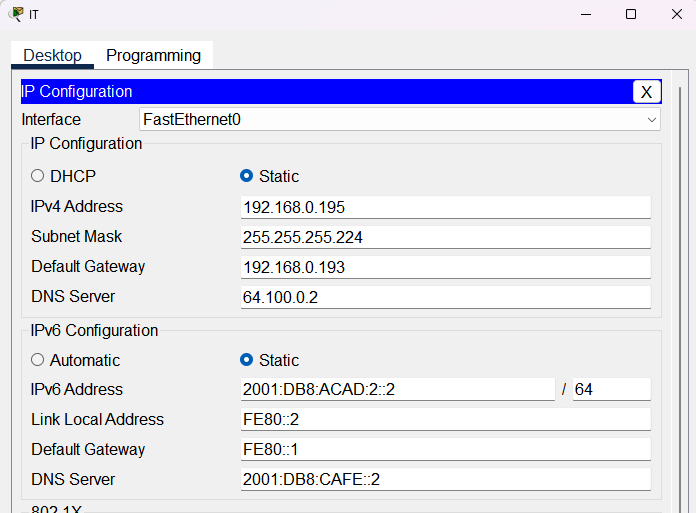 IT
Desktop Programming
IP Configuration X
Interface FastEthernet0
IP Configuration
DHCP Static
IPv4 Address 192.168.0.195
Subnet Mask 255.255.255.224
Default Gateway 192.168.0.193
DNS Server 64.100.0.2
IPv6 Configuration
Automatic Static
IPv6 Address 2001:DB8:ACAD:2::2 / 64
Link Local Address FE80::2
Default Gateway FE80::1
DNS Server 2001:DB8:CAFE::2
802.1X